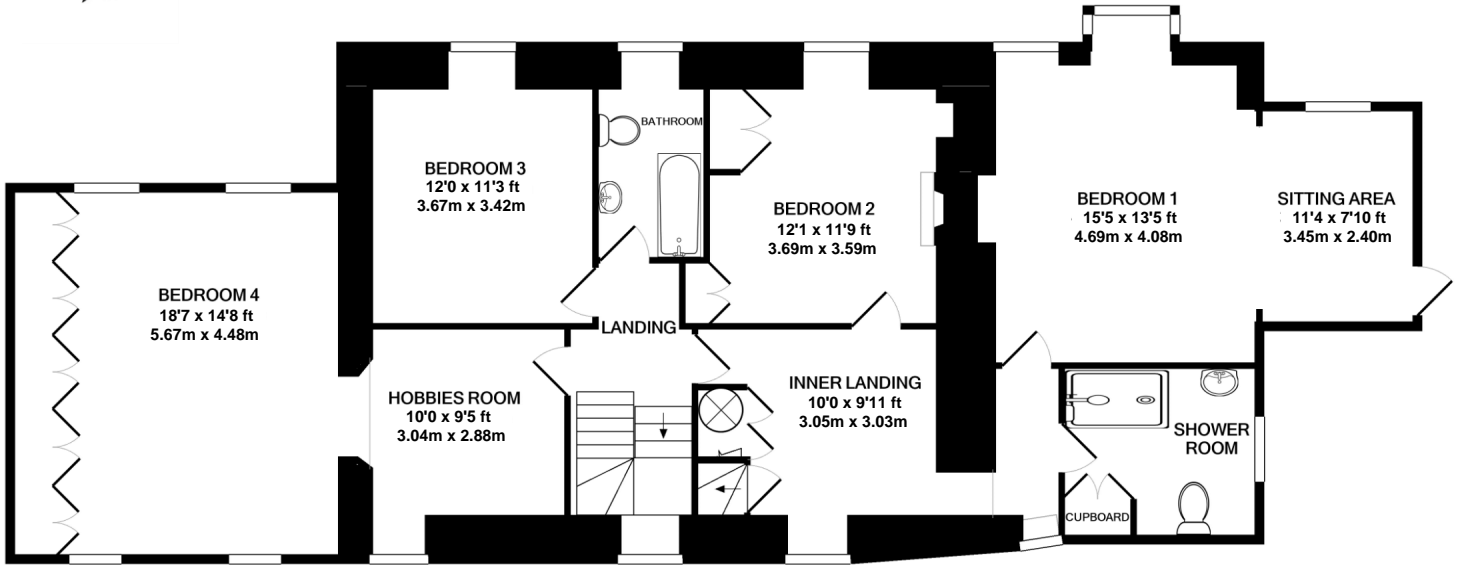 BATHROOM
BEDROOM 3
12'0 x 11'3 ft
3.67m x 3.42m
BEDROOM 2
12'1 x 11'9 ft
3.69m x 3.59m
BEDROOM 1
15'5 x 13'5 ft
4.69m x 4.08m
SITTING AREA
11'4 x 7'10 ft
3.45m x 2.40m
BEDROOM 4
18'7 x 14'8 ft
5.67m x 4.48m
LANDING
HOBBIES ROOM
10'0 x 9'5 ft
3.04m x 2.88m
INNER LANDING
10'0 x 9'11 ft
3.05m x 3.03m
SHOWER
ROOM
CUPBOARD